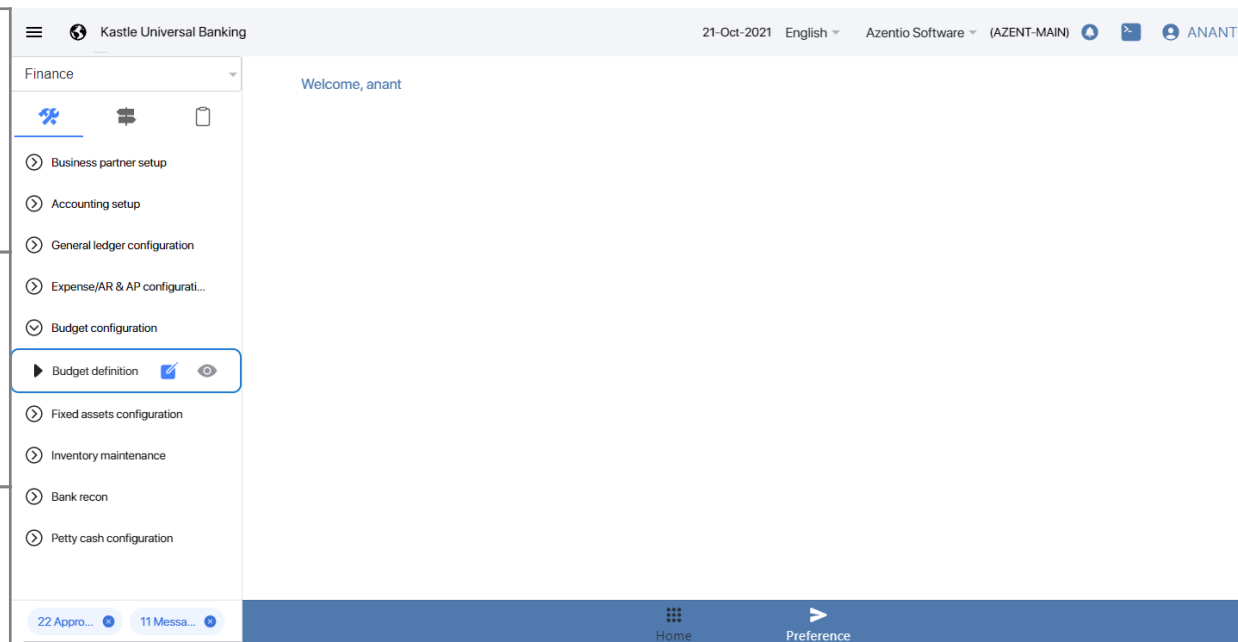 Kastle Universal Banking
21-Oct-2021 English Azentio Software (AZENT-MAIN) ANANT
Finance
Welcome, anant
Business partner setup
Accounting setup
General ledger configuration
Expense/AR & AP configurati...
Budget configuration
Budget definition
Fixed assets configuration
Inventory maintenance
Bank recon
Petty cash configuration
22 Appro... 11 Messa...
Home Preference